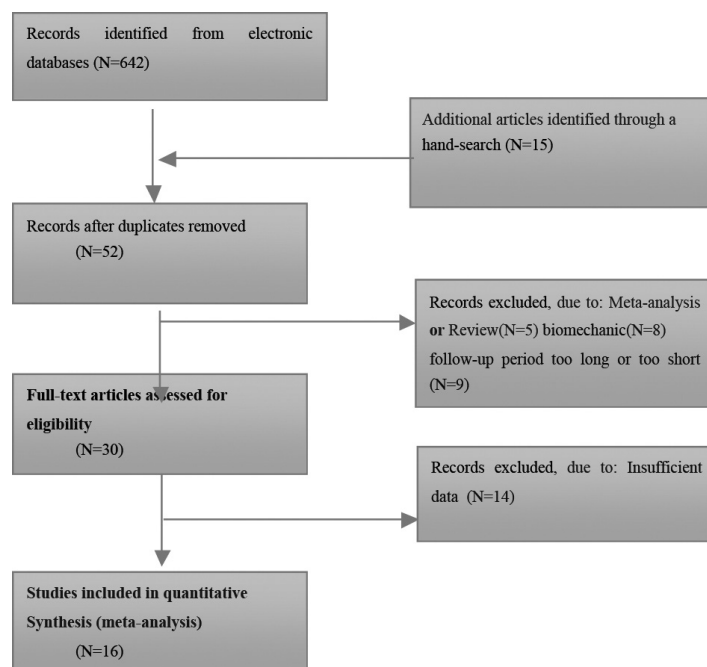 Records identified from electronic
databases (N=642)
Additional articles identified through a
hand-search (N=15)
Records after duplicates removed
(N=52)
Records excluded, due to: Meta-analysis
or Review(N=5) biomechanic(N=8)
follow-up period too long or too short
(N=9)
Full-text articles assessed for
eligibility
(N=30)
Records excluded, due to: Insufficient
data (N=14)
Studies included in quantitative
Synthesis (meta-analysis)
(N=16)